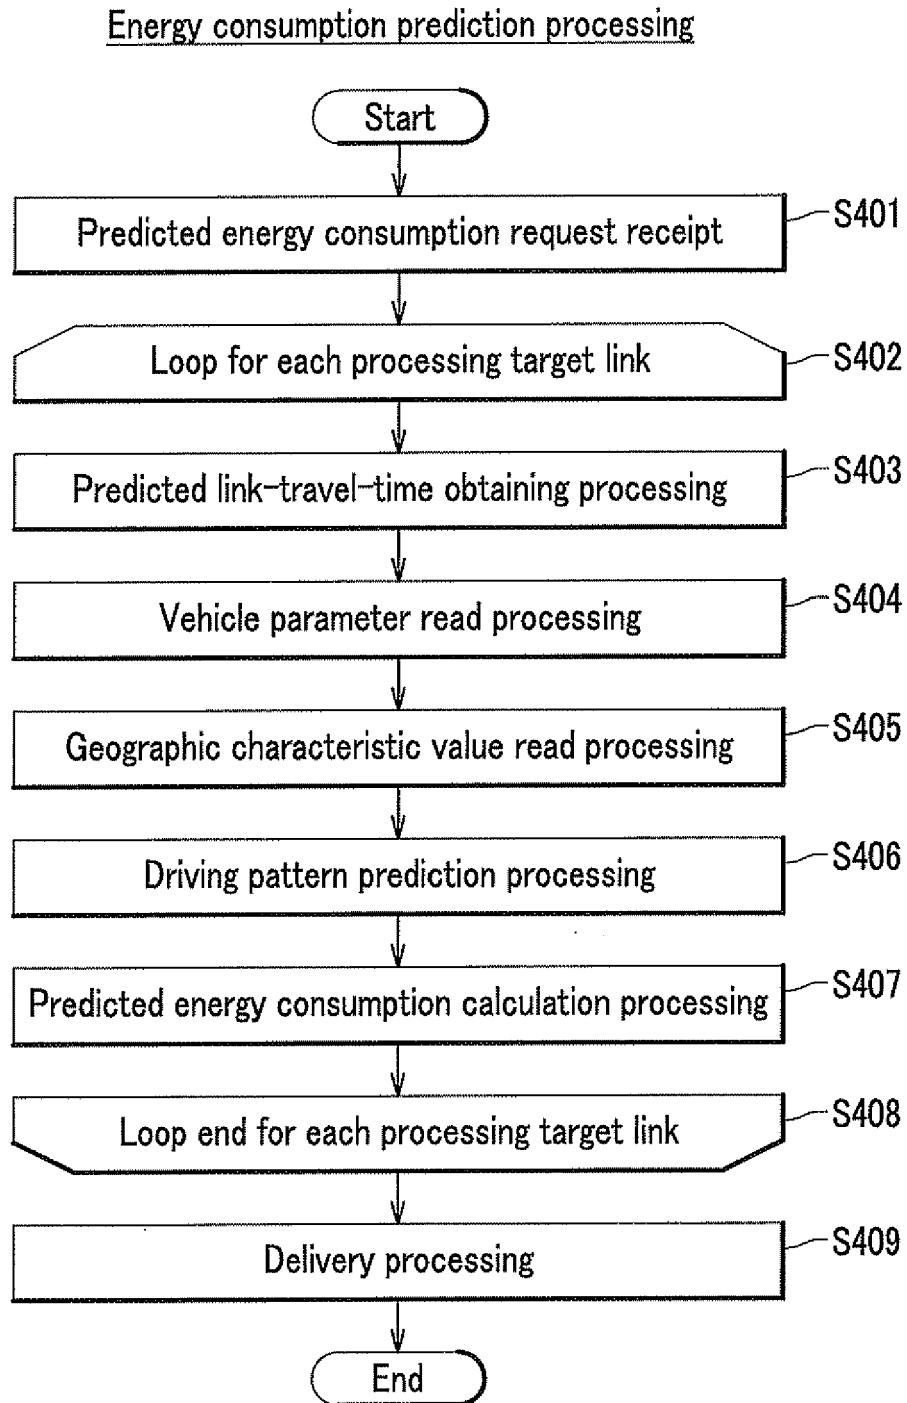 Energy consumption prediction processing
Start
Predicted energy consumption request receipt
S401
Loop for each processing target link
S402
Predicted link-travel-time obtaining processing
S403
Vehicle parameter read processing
S404
Geographic characteristic value read processing
S405
Driving pattern prediction processing
S406
Predicted energy consumption calculation processing
S407
Loop end for each processing target link
S408
Delivery processing
S409
End